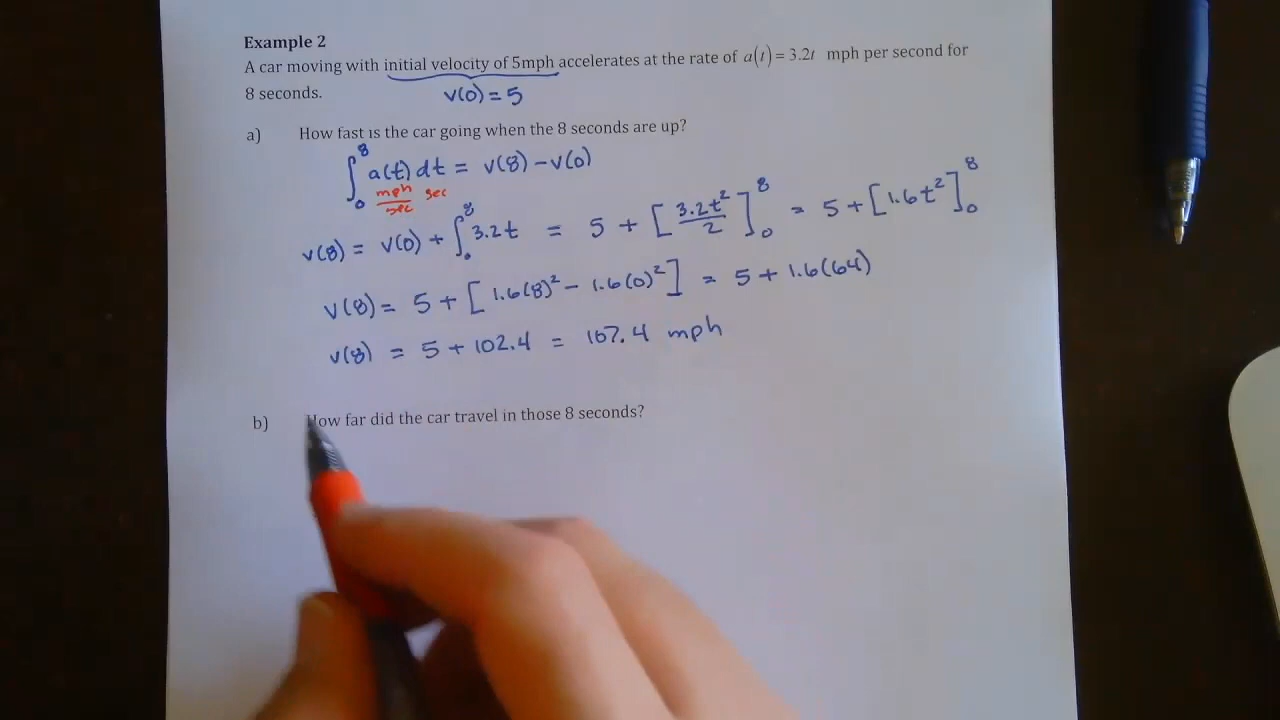 Example 2
A car moving with initial velocity of 5mph accelerates at the rate of a(t) = 3.2t mph per second for
8 seconds.
v(0) = 5
a) How fast is the car going when the 8 seconds are up?
∫₀⁸ a(t) dt = v(8) − v(0)
mph/sec sec
v(8) = v(0) + ∫₀⁸ 3.2t = 5 + [3.2t²/2]₀⁸ = 5 + [1.6t²]₀⁸
v(8) = 5 + [1.6(8)² − 1.6(0)²] = 5 + 1.6(64)
v(8) = 5 + 102.4 = 107.4 mph
b) How far did the car travel in those 8 seconds?